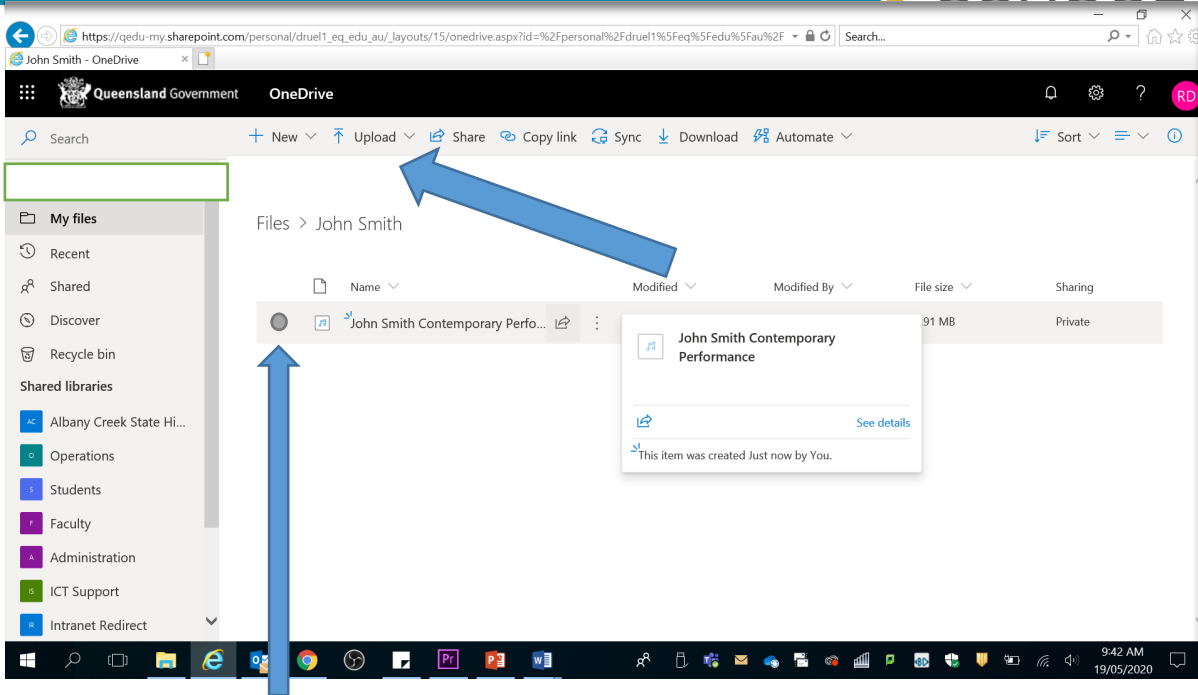 https://qedu-my.sharepoint.com/personal/druel1_eq_edu_au/_layouts/15/onedrive.aspx?id=%2Fpersonal%2Fdruel1%5Feq%5Fedu%5Fau%2F
Search...
John Smith - OneDrive
Queensland Government
OneDrive
?
RD
Search
New
Upload
Share
Copy link
Sync
Download
Automate
Sort
My files
Recent
Shared
Discover
Recycle bin
Shared libraries
AC Albany Creek State Hi...
O Operations
S Students
F Faculty
A Administration
IS ICT Support
IR Intranet Redirect
Files > John Smith
Name Modified Modified By File size Sharing
John Smith Contemporary Perfo... 91 MB Private
John Smith Contemporary
Performance
See details
This item was created Just now by You.
Pr
9:42 AM
19/05/2020